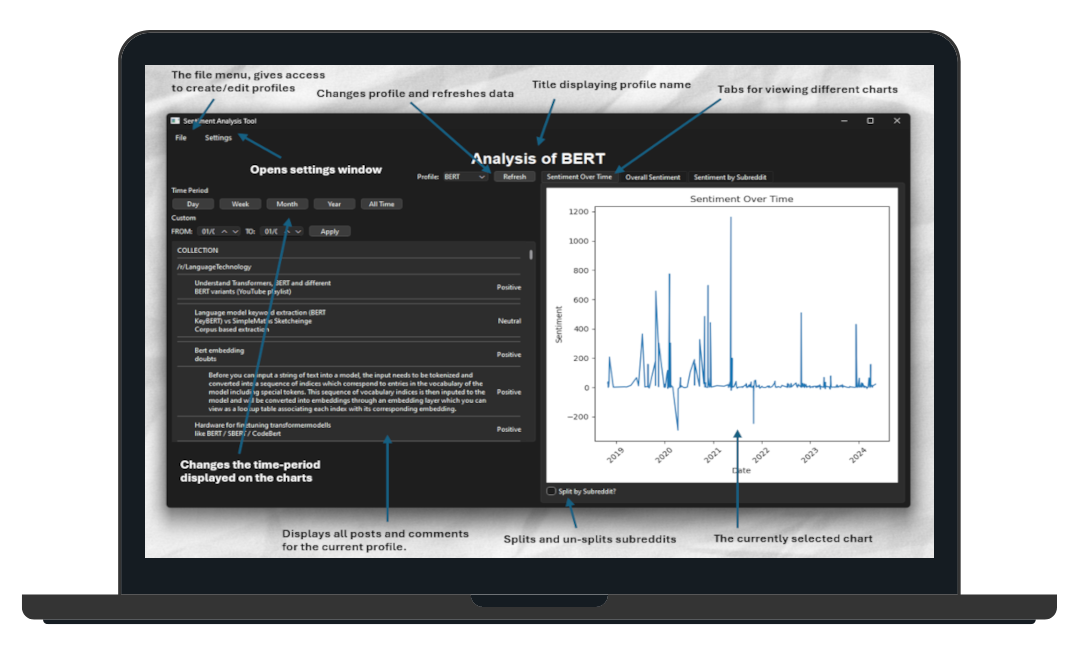 The file menu, gives access
to create/edit profiles
Changes profile and refreshes data
Title displaying profile name
Tabs for viewing different charts
Sentiment Analysis Tool
File Settings
Opens settings window
Analysis of BERT
Profile: BERT Refresh
Sentiment Over Time Overall Sentiment Sentiment by Subreddit
Time Period
Day Week Month Year All Time
Custom
FROM: 01/ TO: 01/ Apply
COLLECTION
/r/LanguageTechnology
Understand Transformers, BERT and different
BERT variants (YouTube playlist)
Positive
Language model keyword extraction (BERT
KeyBERT) vs SimpleMaths Sketcheinge
Corpus based extraction
Neutral
Bert embedding
doubts
Positive
Before you can input a string of text into a model, the input needs to be tokenized and
converted into a sequence of indices which correspond to entries in the vocabulary of the
model including special tokens. This sequence of vocabulary indices is then inputed to the
model and will be converted into embeddings through an embedding layer which you can
view as a lookup table associating each index with its corresponding embedding.
Positive
Hardware for finetuning transformermodells
like BERT / SBERT / CodeBert
Positive
Sentiment Over Time
1200
1000
800
600
400
200
0
−200
Sentiment
2019 2020 2021 2022 2023 2024
Date
Split by Subreddit?
Changes the time-period
displayed on the charts
Displays all posts and comments
for the current profile.
Splits and un-splits subreddits
The currently selected chart